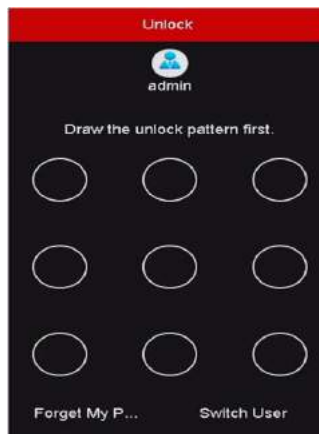 Unlock
admin
Draw the unlock pattern first.
Forget My P...
Switch User